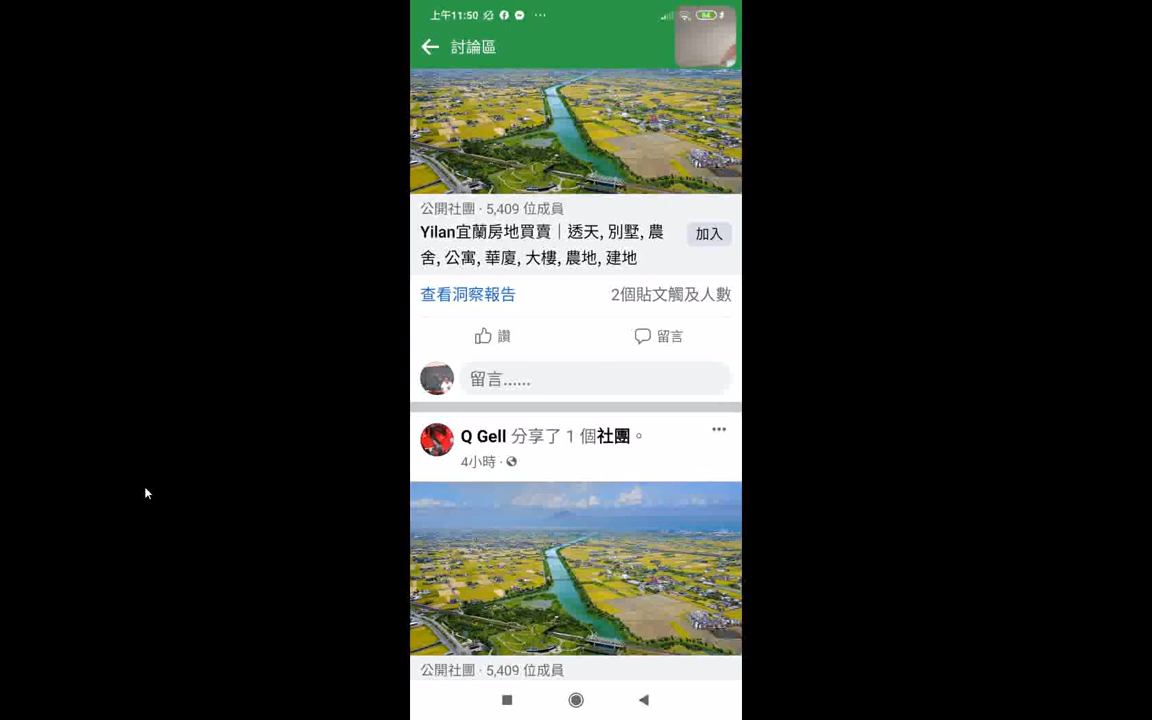 上午11:50 ...
84
討論區
公開社團 · 5,409 位成員
Yilan宜蘭房地買賣｜透天, 別墅, 農
舍, 公寓, 華廈, 大樓, 農地, 建地
加入
查看洞察報告 2個貼文觸及人數
讚 留言
留言......
Q Gell 分享了 1 個社團。
4小時 ·
公開社團 · 5,409 位成員